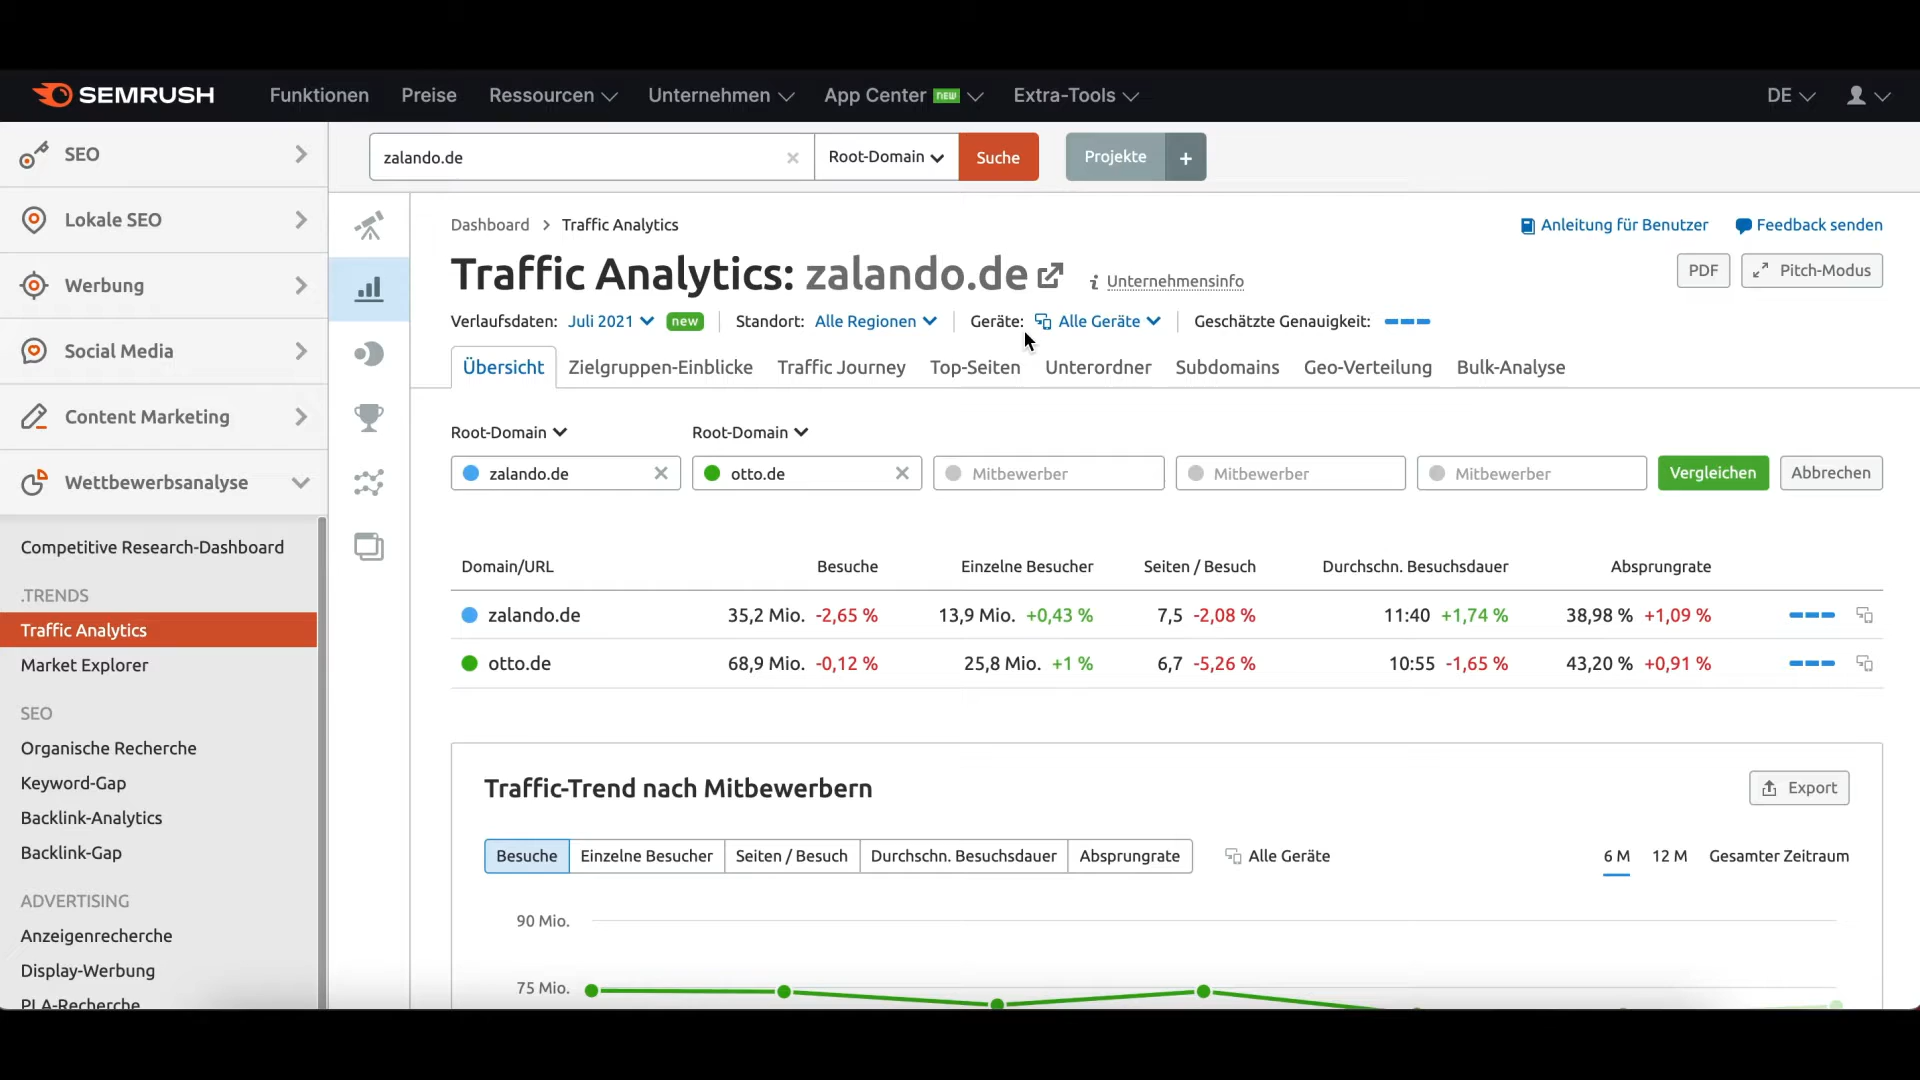 SEMRUSH Funktionen Preise Ressourcen Unternehmen App Center NEW Extra-Tools DE
SEO
Lokale SEO
Werbung
Social Media
Content Marketing
Wettbewerbsanalyse
Competitive Research-Dashboard
.TRENDS
Traffic Analytics
Market Explorer
SEO
Organische Recherche
Keyword-Gap
Backlink-Analytics
Backlink-Gap
ADVERTISING
Anzeigenrecherche
Display-Werbung
PLA-Recherche
zalando.de Root-Domain Suche Projekte +
Dashboard > Traffic Analytics Anleitung für Benutzer Feedback senden
Traffic Analytics: zalando.de i Unternehmensinfo PDF Pitch-Modus
Verlaufsdaten: Juli 2021 new Standort: Alle Regionen Geräte: Alle Geräte Geschätzte Genauigkeit:
Übersicht Zielgruppen-Einblicke Traffic Journey Top-Seiten Unterordner Subdomains Geo-Verteilung Bulk-Analyse
Root-Domain Root-Domain
zalando.de otto.de Mitbewerber Mitbewerber Mitbewerber Vergleichen Abbrechen
Domain/URL Besuche Einzelne Besucher Seiten / Besuch Durchschn. Besuchsdauer Absprungrate
zalando.de 35,2 Mio. -2,65 % 13,9 Mio. +0,43 % 7,5 -2,08 % 11:40 +1,74 % 38,98 % +1,09 %
otto.de 68,9 Mio. -0,12 % 25,8 Mio. +1 % 6,7 -5,26 % 10:55 -1,65 % 43,20 % +0,91 %
Traffic-Trend nach Mitbewerbern Export
Besuche Einzelne Besucher Seiten / Besuch Durchschn. Besuchsdauer Absprungrate Alle Geräte 6 M 12 M Gesamter Zeitraum
90 Mio.
75 Mio.